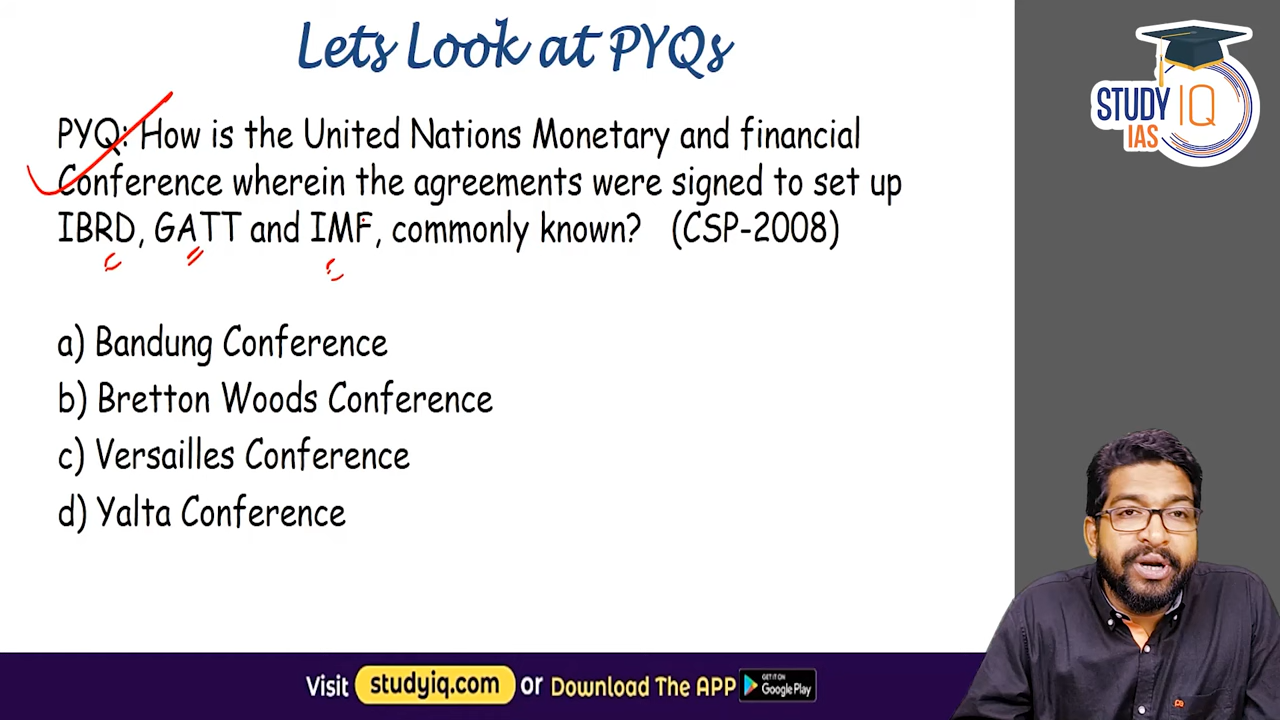 Lets Look at PYQs
STUDY IQ
IAS
PYQ: How is the United Nations Monetary and financial
Conference wherein the agreements were signed to set up
IBRD, GATT and IMF, commonly known? (CSP-2008)
a) Bandung Conference
b) Bretton Woods Conference
c) Versailles Conference
d) Yalta Conference
Visit studyiq.com or Download The APP GET IT ON Google Play